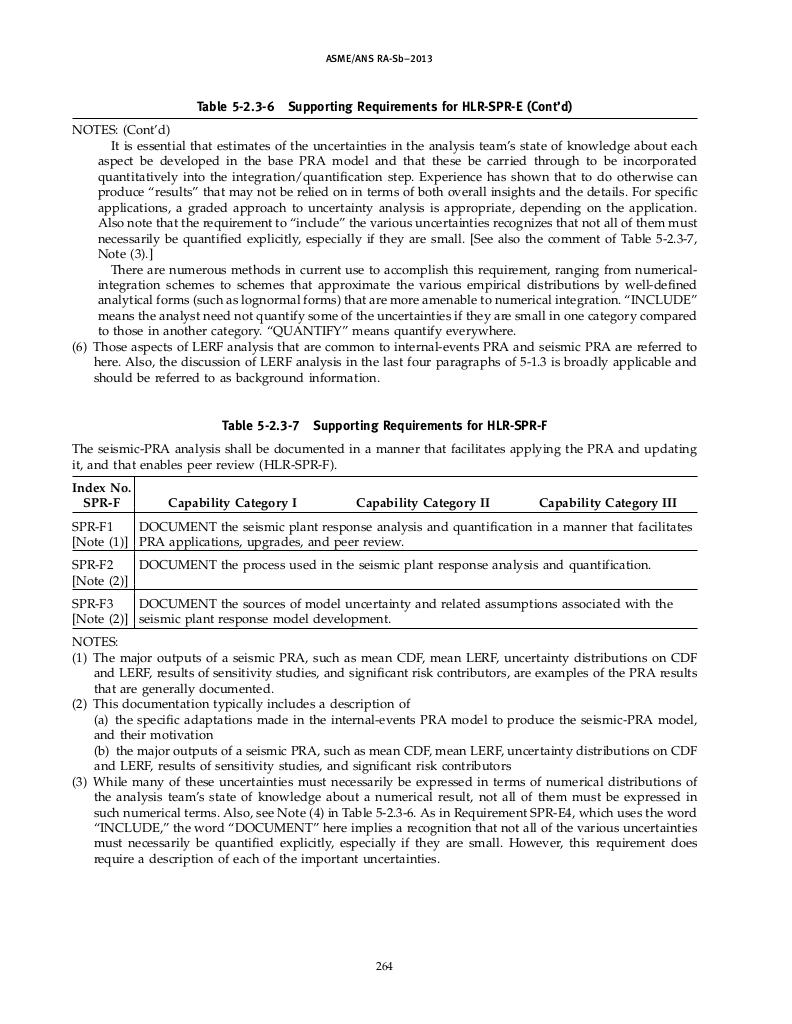 ASME/ANS RA-Sb–2013
Table 5-2.3-6 Supporting Requirements for HLR-SPR-E (Cont’d)
NOTES: (Cont’d)
It is essential that estimates of the uncertainties in the analysis team’s state of knowledge about each
aspect be developed in the base PRA model and that these be carried through to be incorporated
quantitatively into the integration/quantification step. Experience has shown that to do otherwise can
produce “results” that may not be relied on in terms of both overall insights and the details. For specific
applications, a graded approach to uncertainty analysis is appropriate, depending on the application.
Also note that the requirement to “include” the various uncertainties recognizes that not all of them must
necessarily be quantified explicitly, especially if they are small. [See also the comment of Table 5-2.3-7,
Note (3).]
There are numerous methods in current use to accomplish this requirement, ranging from numerical-
integration schemes to schemes that approximate the various empirical distributions by well-defined
analytical forms (such as lognormal forms) that are more amenable to numerical integration. “INCLUDE”
means the analyst need not quantify some of the uncertainties if they are small in one category compared
to those in another category. “QUANTIFY” means quantify everywhere.
(6) Those aspects of LERF analysis that are common to internal-events PRA and seismic PRA are referred to
here. Also, the discussion of LERF analysis in the last four paragraphs of 5-1.3 is broadly applicable and
should be referred to as background information.
Table 5-2.3-7 Supporting Requirements for HLR-SPR-F
The seismic-PRA analysis shall be documented in a manner that facilitates applying the PRA and updating
it, and that enables peer review (HLR-SPR-F).
Index No.
SPR-F Capability Category I Capability Category II Capability Category III
SPR-F1 DOCUMENT the seismic plant response analysis and quantification in a manner that facilitates
[Note (1)] PRA applications, upgrades, and peer review.
SPR-F2 DOCUMENT the process used in the seismic plant response analysis and quantification.
[Note (2)]
SPR-F3 DOCUMENT the sources of model uncertainty and related assumptions associated with the
[Note (2)] seismic plant response model development.
NOTES:
(1) The major outputs of a seismic PRA, such as mean CDF, mean LERF, uncertainty distributions on CDF
and LERF, results of sensitivity studies, and significant risk contributors, are examples of the PRA results
that are generally documented.
(2) This documentation typically includes a description of
(a) the specific adaptations made in the internal-events PRA model to produce the seismic-PRA model,
and their motivation
(b) the major outputs of a seismic PRA, such as mean CDF, mean LERF, uncertainty distributions on CDF
and LERF, results of sensitivity studies, and significant risk contributors
(3) While many of these uncertainties must necessarily be expressed in terms of numerical distributions of
the analysis team’s state of knowledge about a numerical result, not all of them must be expressed in
such numerical terms. Also, see Note (4) in Table 5-2.3-6. As in Requirement SPR-E4, which uses the word
“INCLUDE,” the word “DOCUMENT” here implies a recognition that not all of the various uncertainties
must necessarily be quantified explicitly, especially if they are small. However, this requirement does
require a description of each of the important uncertainties.
264